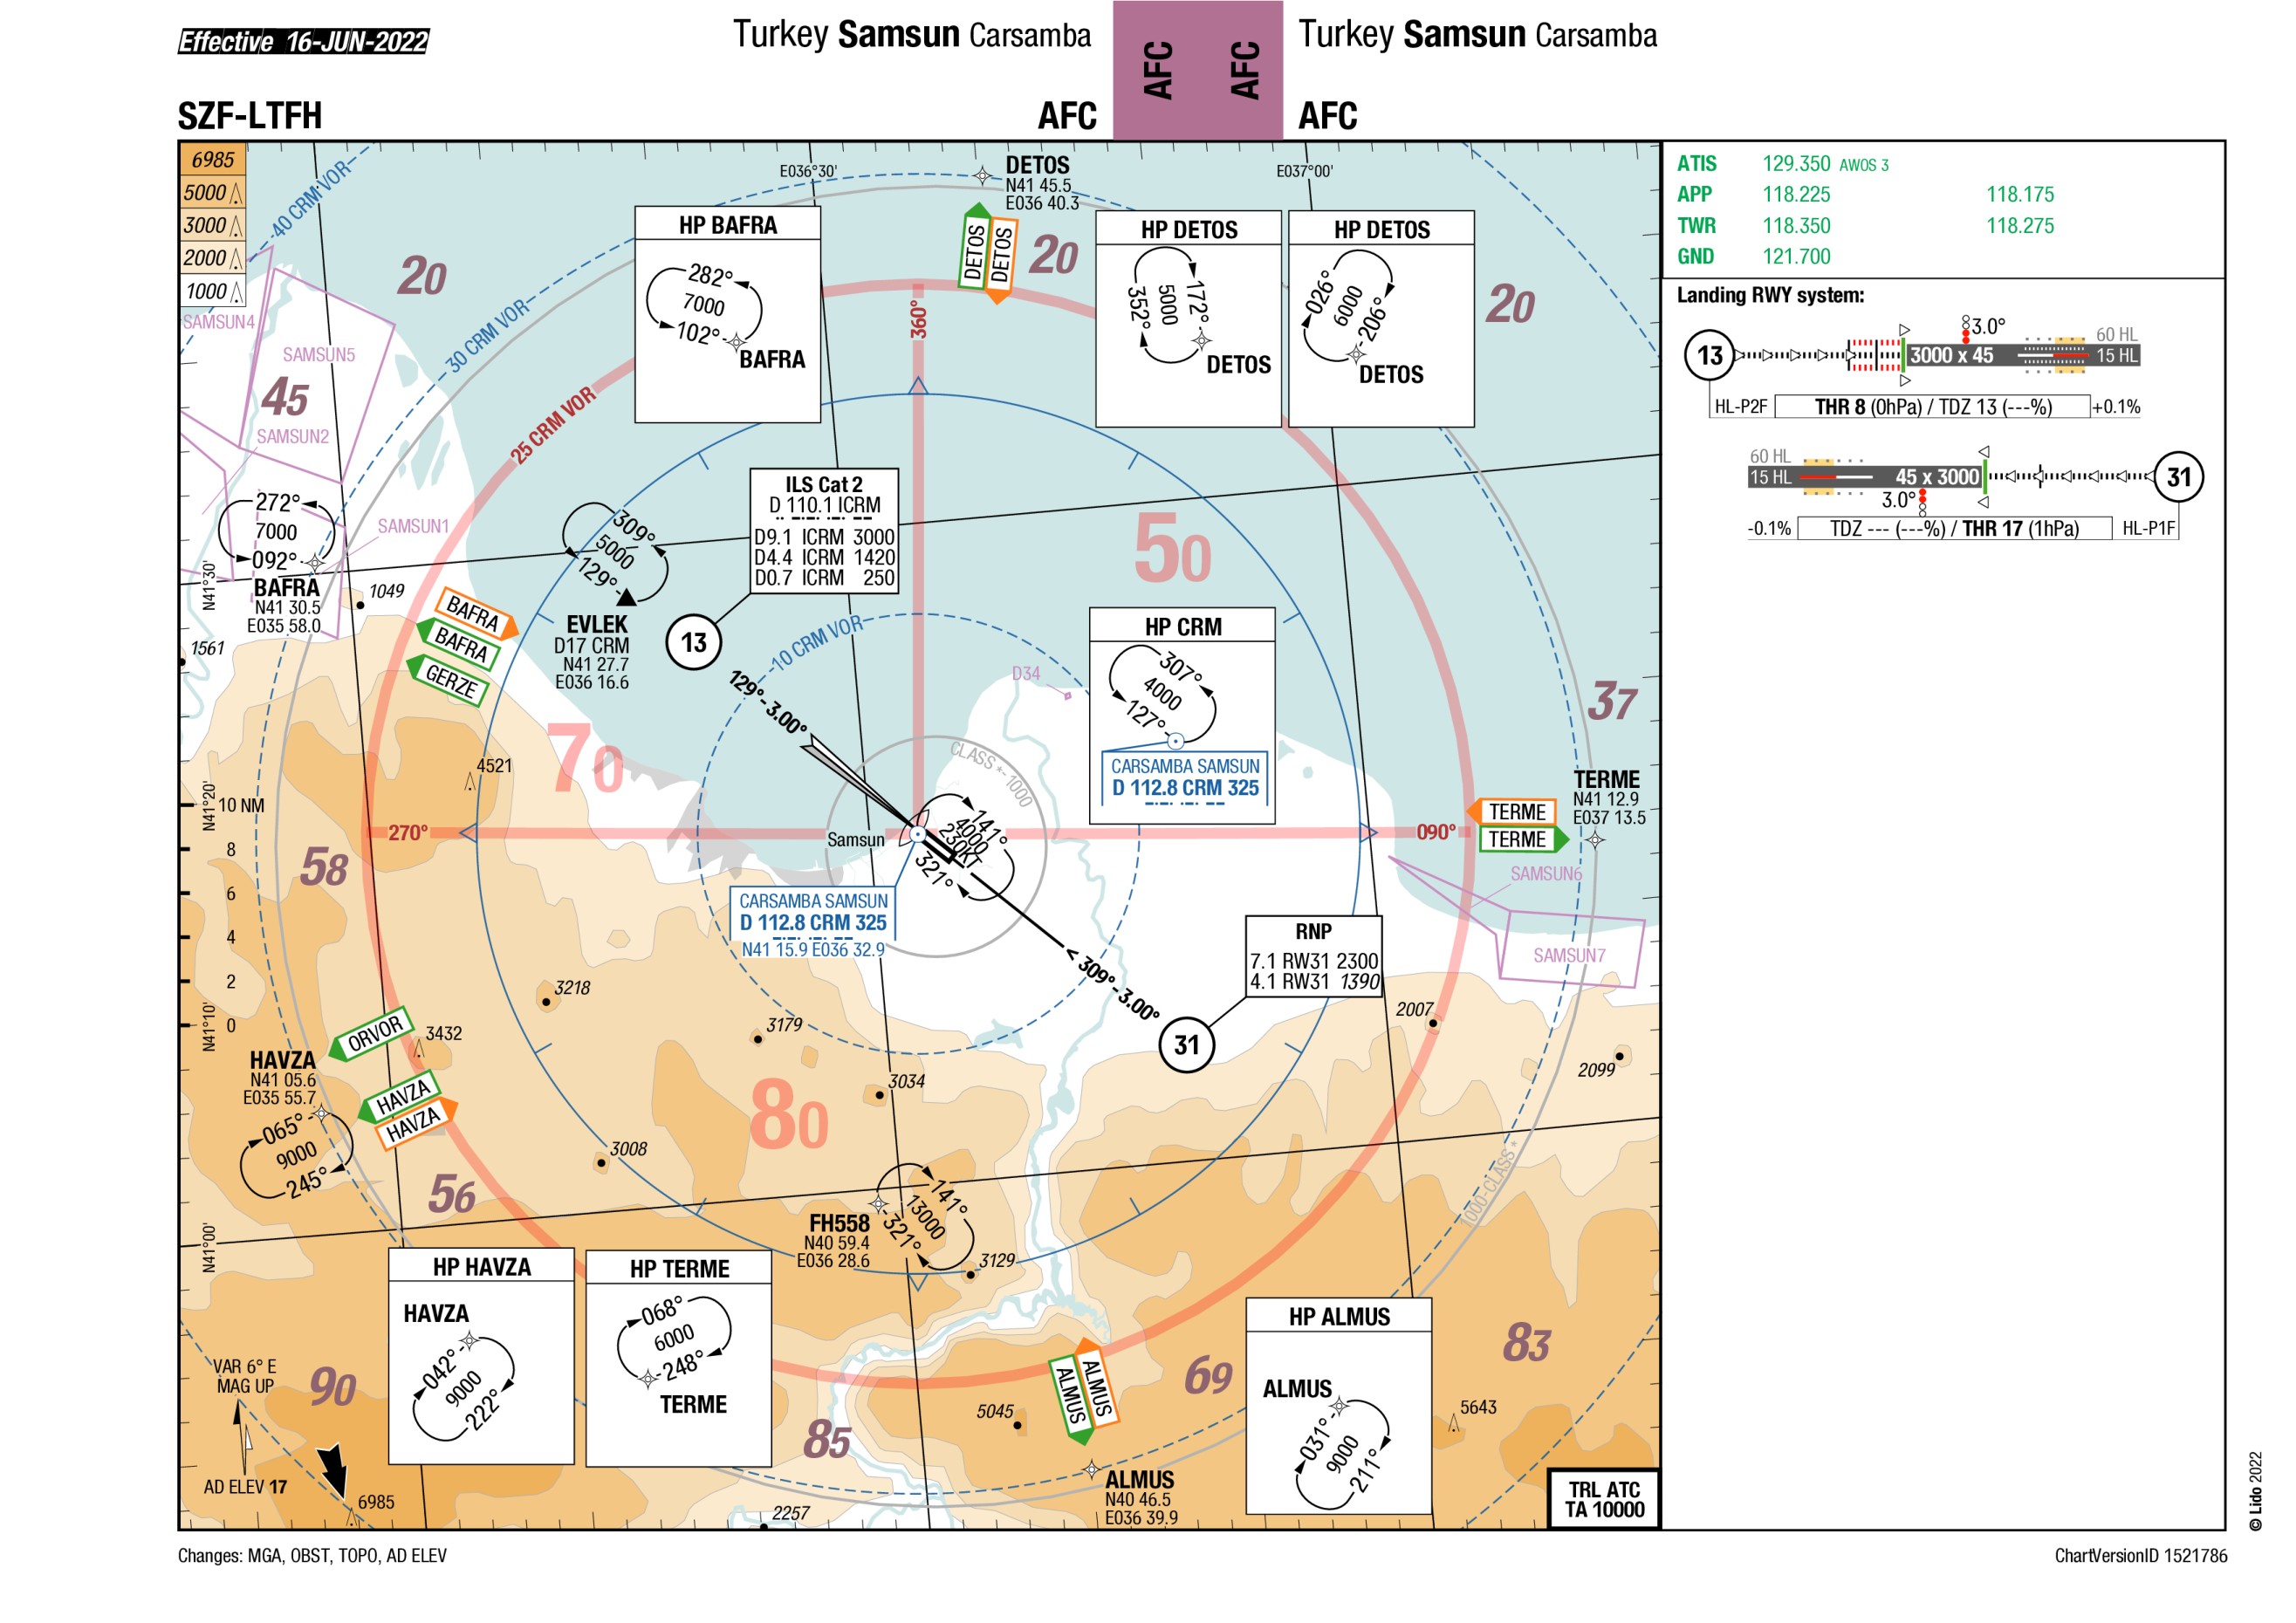 Effective 16-JUN-2022
Turkey Samsun Carsamba
AFC
AFC
Turkey Samsun Carsamba
SZF-LTFH
AFC
AFC
6985
5000
3000
2000
1000
40 CRM VOR
E036°30'
E037°00'
DETOS
N41 45.5
E036 40.3
DETOS
DETOS
20
20
20
HP BAFRA
282°
7000
102°
BAFRA
HP DETOS
172°
5000
352°
DETOS
HP DETOS
026°
6000
206°
DETOS
360°
30 CRM VOR
25 CRM VOR
SAMSUN4
SAMSUN5
45
SAMSUN2
SAMSUN1
272°
7000
092°
BAFRA
N41 30.5
E035 58.0
N41°30'
1049
1561
309°
5000
129°
EVLEK
D17 CRM
N41 27.7
E036 16.6
ILS Cat 2
D 110.1 ICRM
D9.1 ICRM 3000
D4.4 ICRM 1420
D0.7 ICRM 250
13
50
BAFRA
BAFRA
GERZE
10 CRM VOR
129°-3.00°
D34
HP CRM
307°
4000
127°
CARSAMBA SAMSUN
D 112.8 CRM 325
37
70
4521
CLASS *-1000
TERME
N41 12.9
E037 13.5
N41°20'
10 NM
8
6
4
2
0
270°
090°
TERME
TERME
Samsun
141°
4000
230KT
321°
58
SAMSUN6
SAMSUN7
CARSAMBA SAMSUN
D 112.8 CRM 325
N41 15.9 E036 32.9
RNP
7.1 RW31 2300
4.1 RW31 1390
< 309°-3.00°
31
3218
3179
2007
2099
N41°10'
ORVOR
3432
HAVZA
N41 05.6
E035 55.7
HAVZA
HAVZA
065°
9000
245°
3034
80
3008
56
1000-CLASS *
141°
13000
321°
FH558
N40 59.4
E036 28.6
3129
N41°00'
HP HAVZA
HAVZA
042°
9000
222°
HP TERME
068°
6000
248°
TERME
HP ALMUS
ALMUS
031°
9000
211°
83
69
ALMUS
ALMUS
VAR 6° E
MAG UP
90
AD ELEV 17
6985
85
5045
5643
ALMUS
N40 46.5
E036 39.9
2257
TRL ATC
TA 10000
ATIS 129.350 AWOS 3
APP 118.225 118.175
TWR 118.350 118.275
GND 121.700
Landing RWY system:
13
3.0°
60 HL
3000 x 45
15 HL
HL-P2F
THR 8 (0hPa) / TDZ 13 (---%)
+0.1%
60 HL
15 HL
45 x 3000
31
3.0°
-0.1%
TDZ --- (---%) / THR 17 (1hPa)
HL-P1F
© Lido 2022
Changes: MGA, OBST, TOPO, AD ELEV
ChartVersionID 1521786